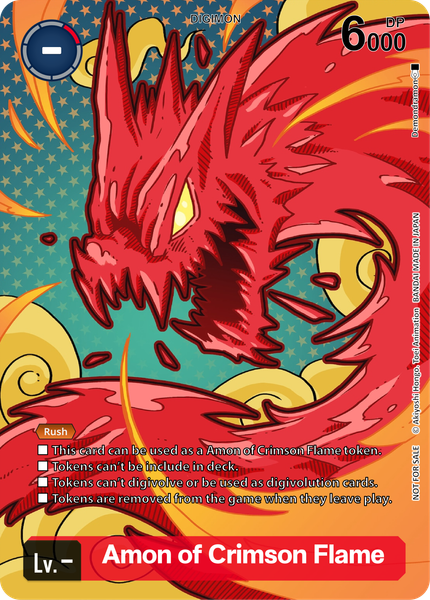 DIGIMON
-
DP
6000
Rush
■ This card can be used as a Amon of Crimson Flame token.
■ Tokens can't be include in deck.
■ Tokens can't digivolve or be used as digivolution cards.
■ Tokens are removed from the game when they leave play.
Lv.-
Amon of Crimson Flame
NOT FOR SALE © Akiyoshi Hongo, Toei Animation BANDAI MADE IN JAPAN